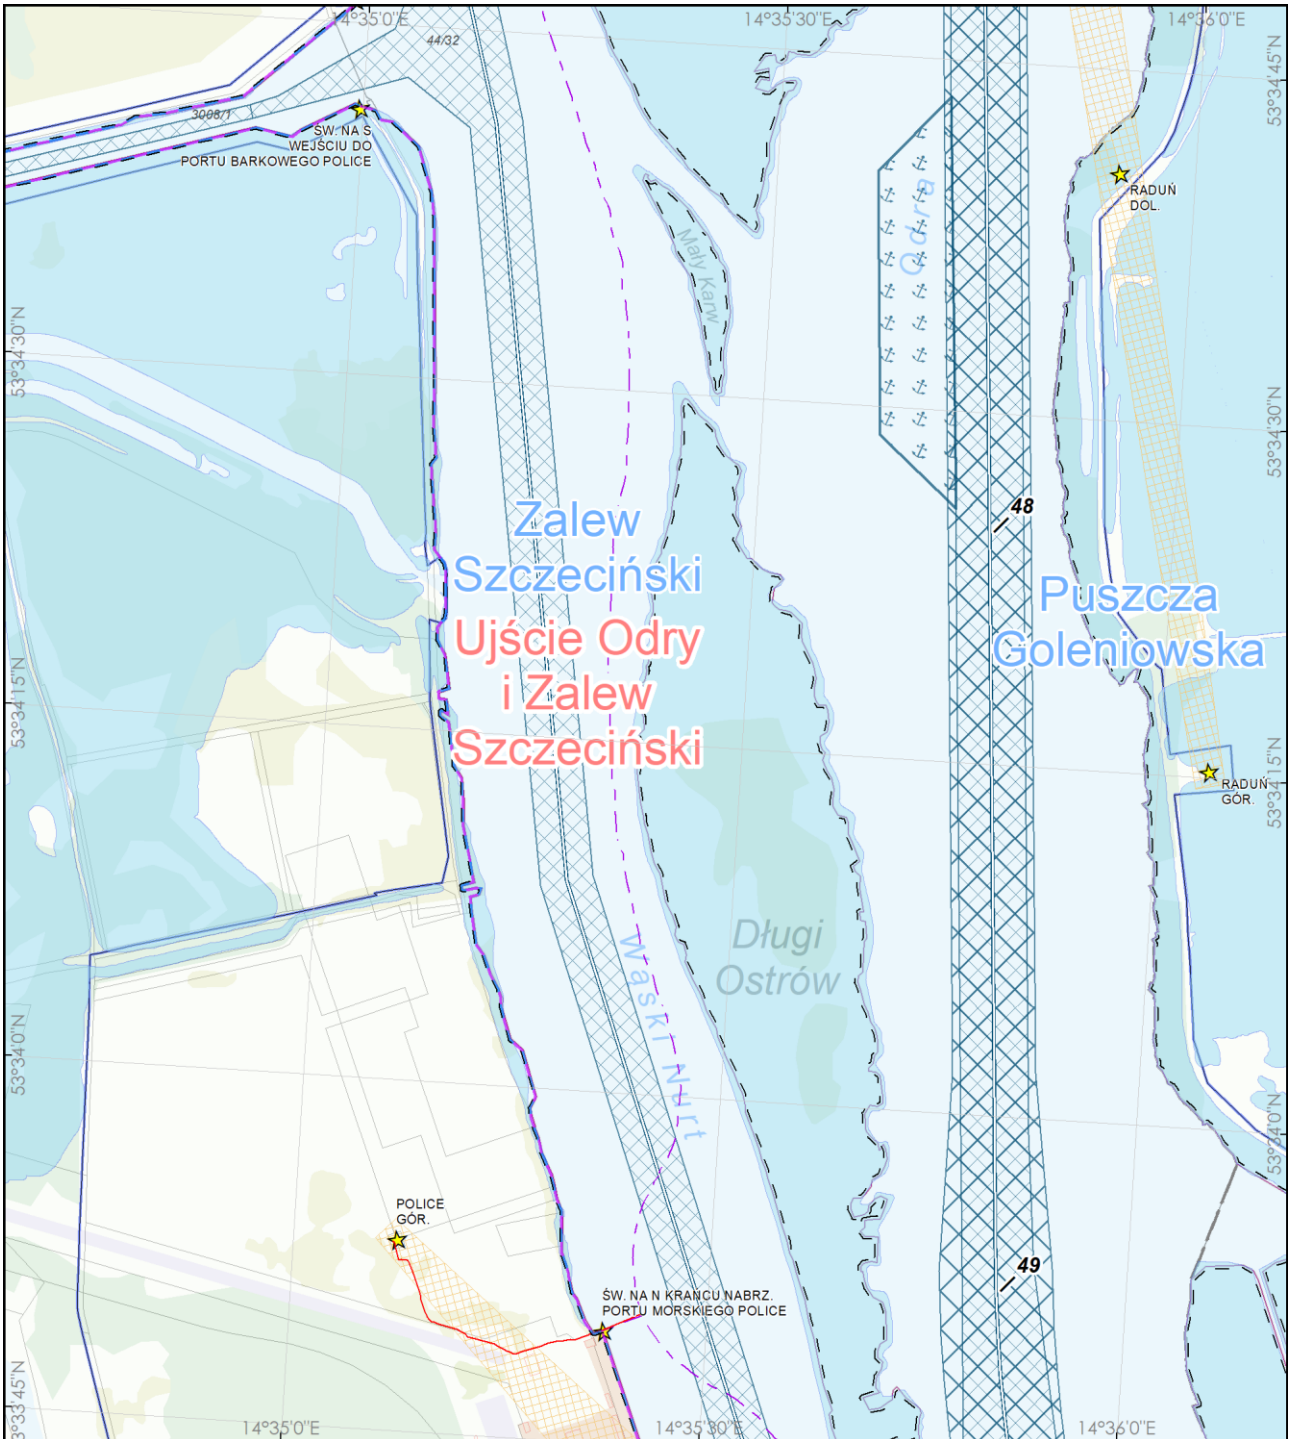 14°35'0"E
14°35'30"E
14°36'0"E
44/32
3008/1
ŚW. NA S
WEJŚCIU DO
PORTU BARKOWEGO POLICE
53°34'45"N
RADUŃ
DOL.
Odra
Mały Karw
53°34'30"N
53°34'30"N
48
Zalew
Szczeciński
Ujście Odry
i Zalew
Szczeciński
Puszcza
Goleniowska
53°34'15"N
53°34'15"N
RADUŃ
GÓR.
Długi
Ostrów
Wąski Nurt
53°34'0"N
53°34'0"N
POLICE
GÓR.
49
ŚW. NA N KRAŃCU NABRZ.
PORTU MORSKIEGO POLICE
53°33'45"N
14°35'0"E
14°35'30"E
14°36'0"E